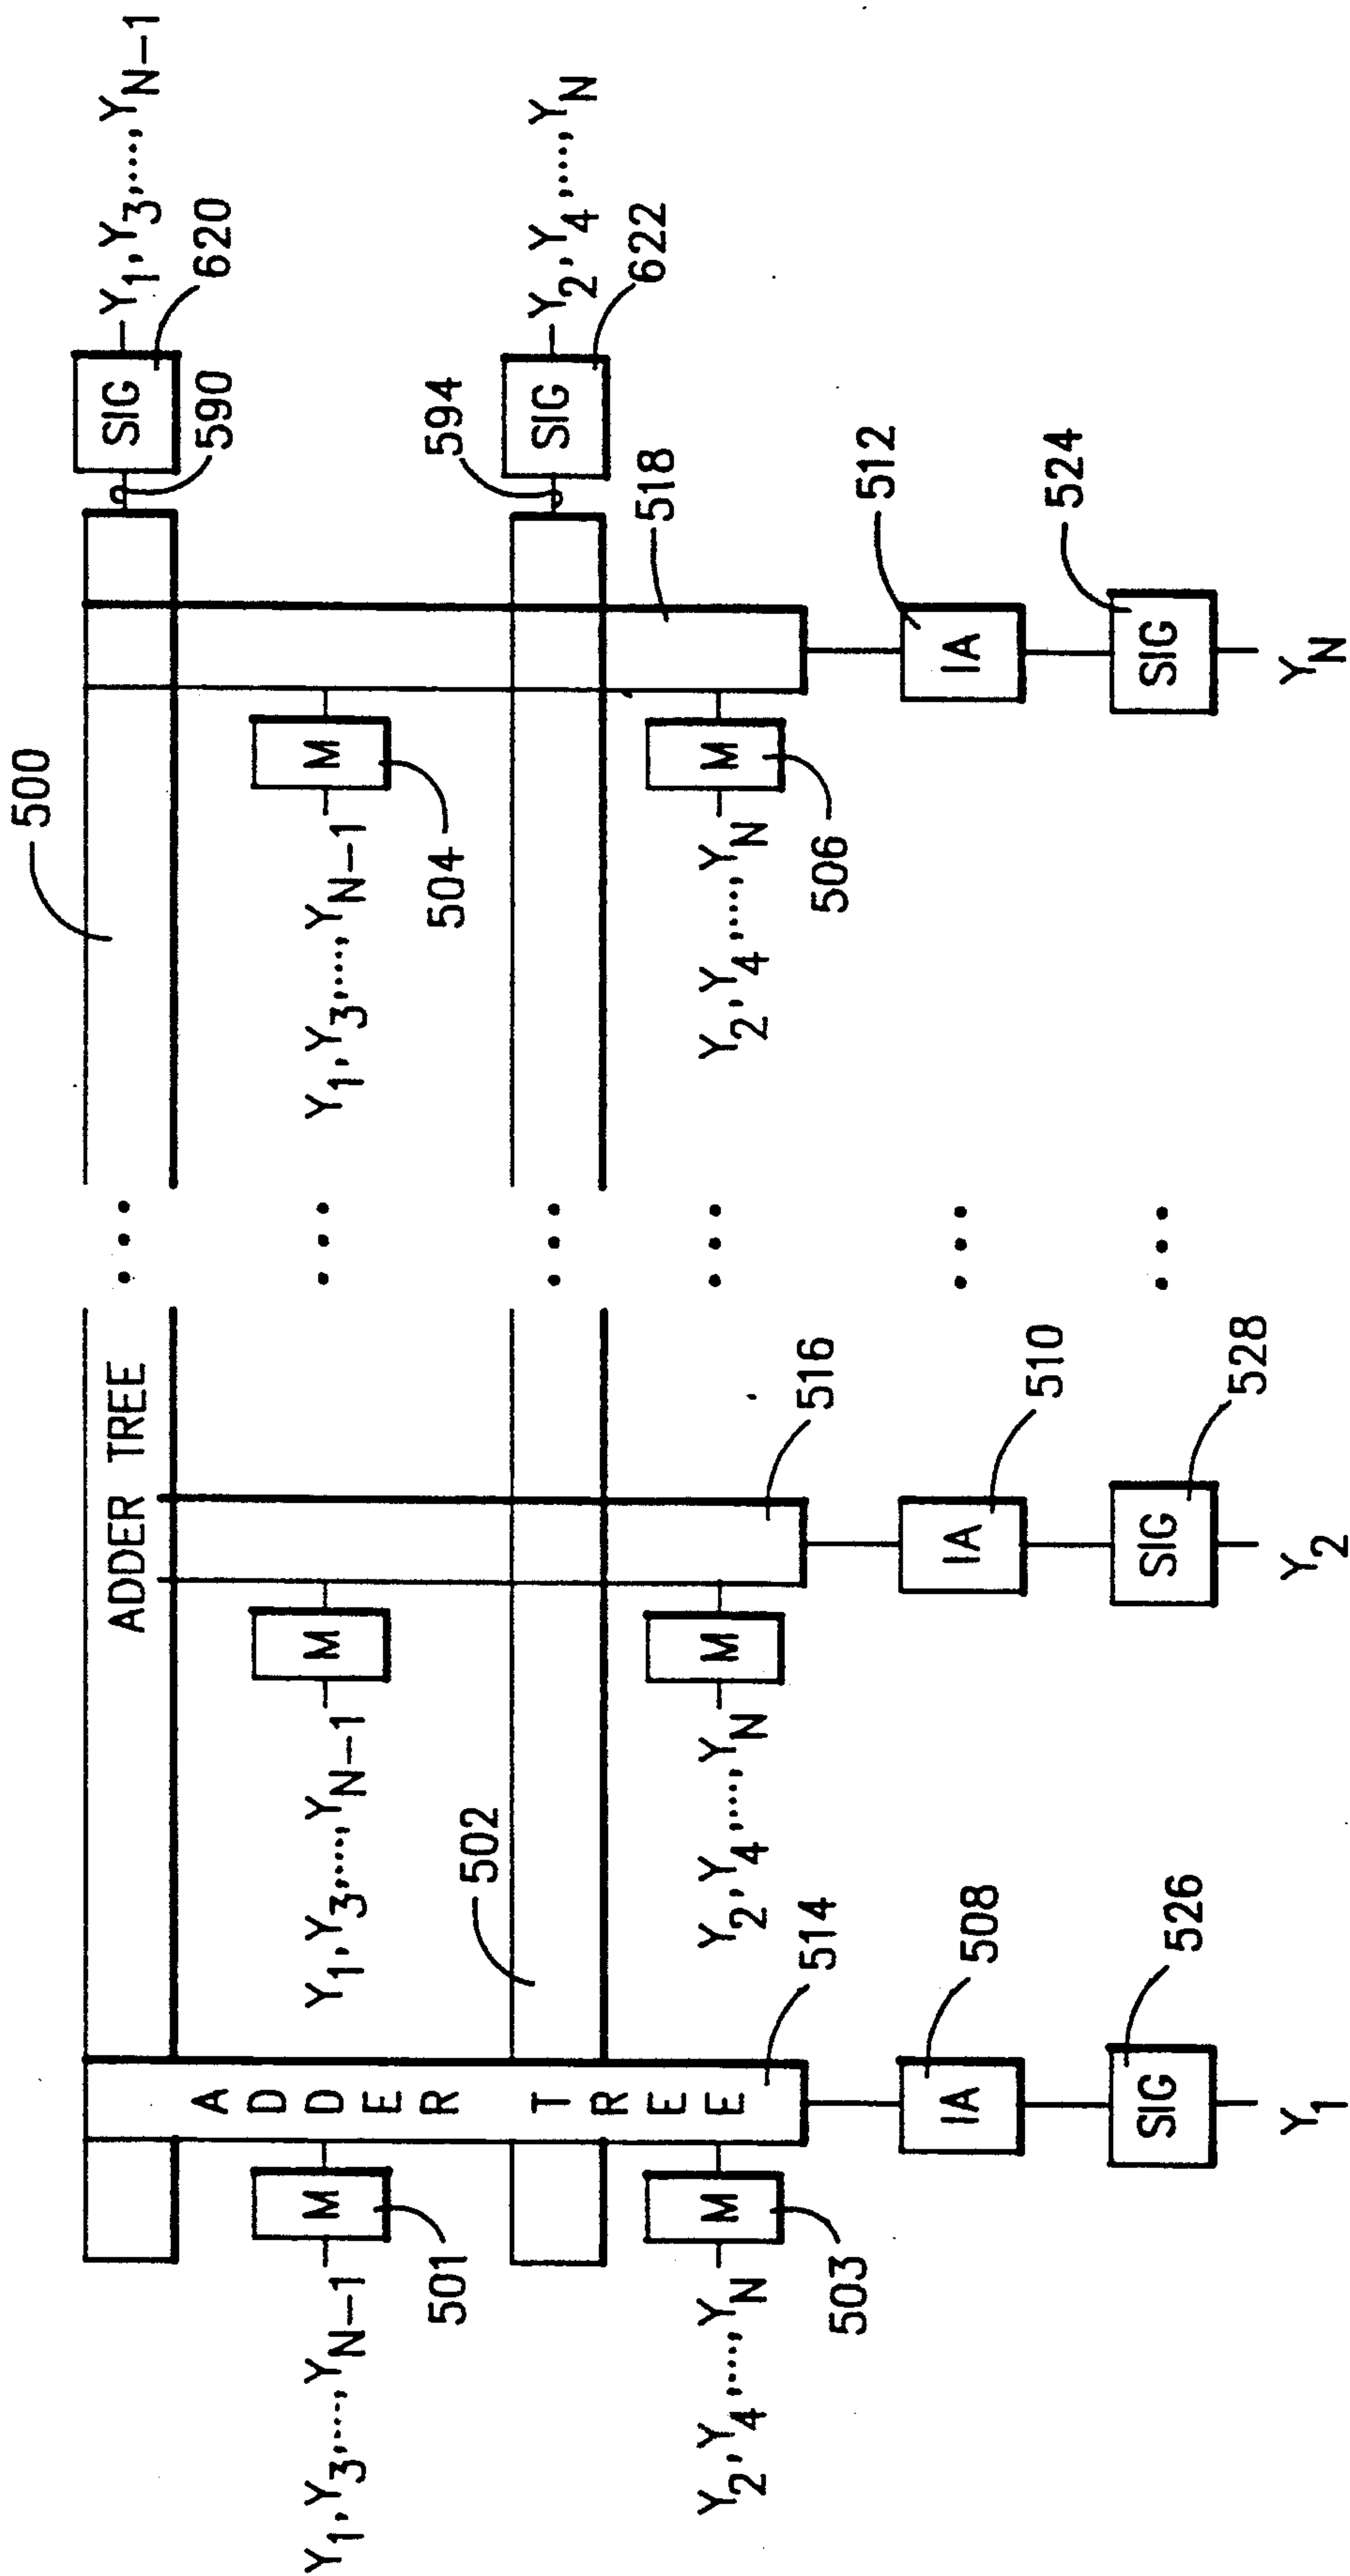 500
ADDER TREE
SIG
Y1,Y3,....,YN-1
590
620
M
M
M
Y1,Y3,....,YN-1
501
Y1,Y3,....,YN-1
Y1,Y3,....,YN-1
504
502
594
SIG
Y2,Y4,....,YN
622
ADDER TREE
M
M
M
Y2,Y4,....,YN
503
Y2,Y4,....,YN
Y2,Y4,....,YN
506
514
516
518
IA
508
IA
510
IA
512
SIG
526
SIG
528
SIG
524
Y1
Y2
YN